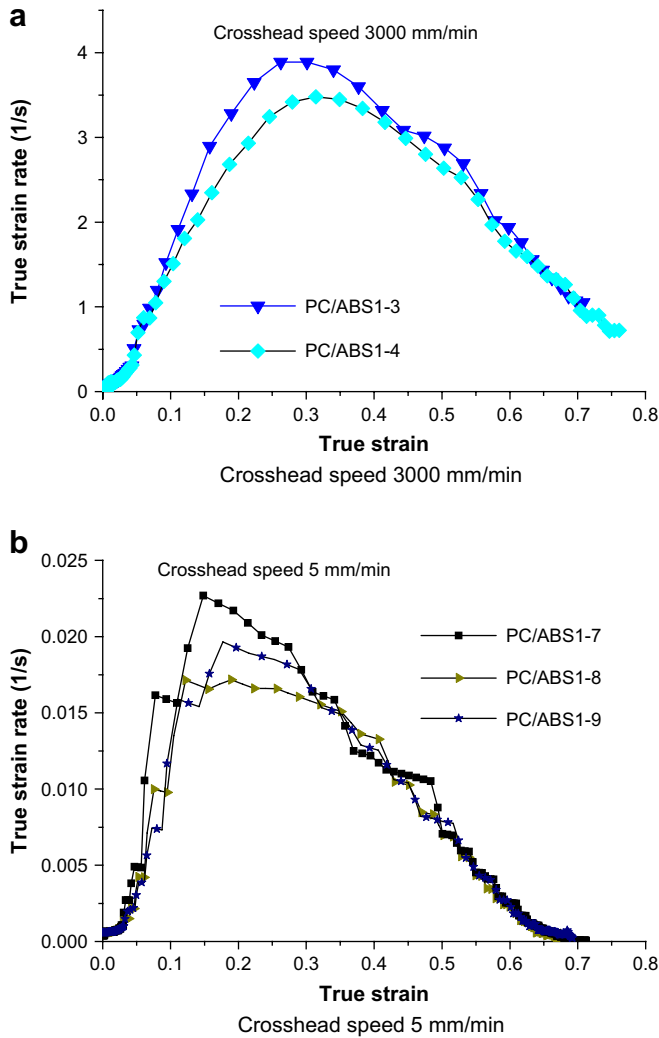 a
Crosshead speed 3000 mm/min
True strain rate (1/s)
4
3
2
1
0
PC/ABS1-3
PC/ABS1-4
0.0 0.1 0.2 0.3 0.4 0.5 0.6 0.7 0.8
True strain
Crosshead speed 3000 mm/min
b
Crosshead speed 5 mm/min
True strain rate (1/s)
0.025
0.020
0.015
0.010
0.005
0.000
PC/ABS1-7
PC/ABS1-8
PC/ABS1-9
0.0 0.1 0.2 0.3 0.4 0.5 0.6 0.7 0.8
True strain
Crosshead speed 5 mm/min